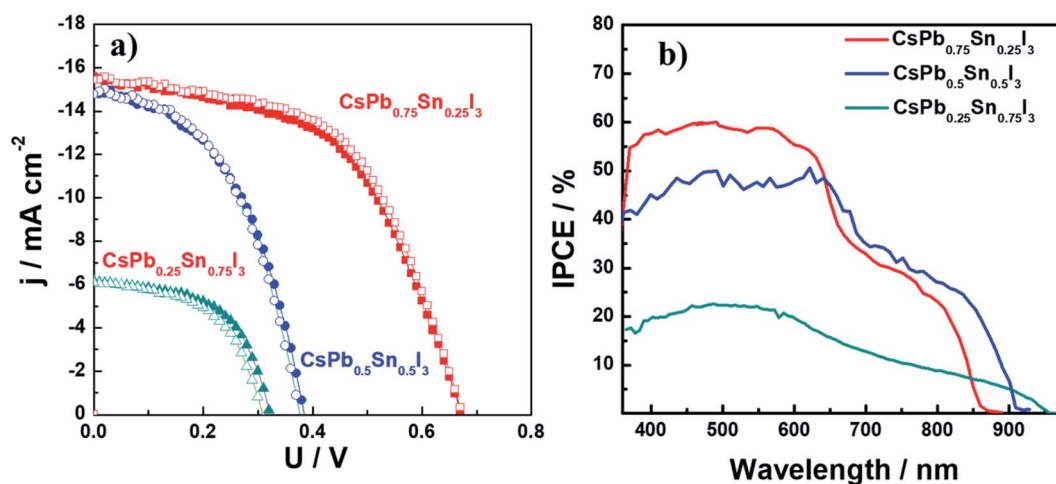 a)
-18
-16
-14
-12
-10
-8
-6
-4
-2
0
j / mA cm⁻²
CsPb₀.₇₅Sn₀.₂₅I₃
CsPb₀.₂₅Sn₀.₇₅I₃
CsPb₀.₅Sn₀.₅I₃
0.0 0.2 0.4 0.6 0.8
U / V
b)
80
70
60
50
40
30
20
10
IPCE / %
CsPb₀.₇₅Sn₀.₂₅I₃
CsPb₀.₅Sn₀.₅I₃
CsPb₀.₂₅Sn₀.₇₅I₃
400 500 600 700 800 900
Wavelength / nm